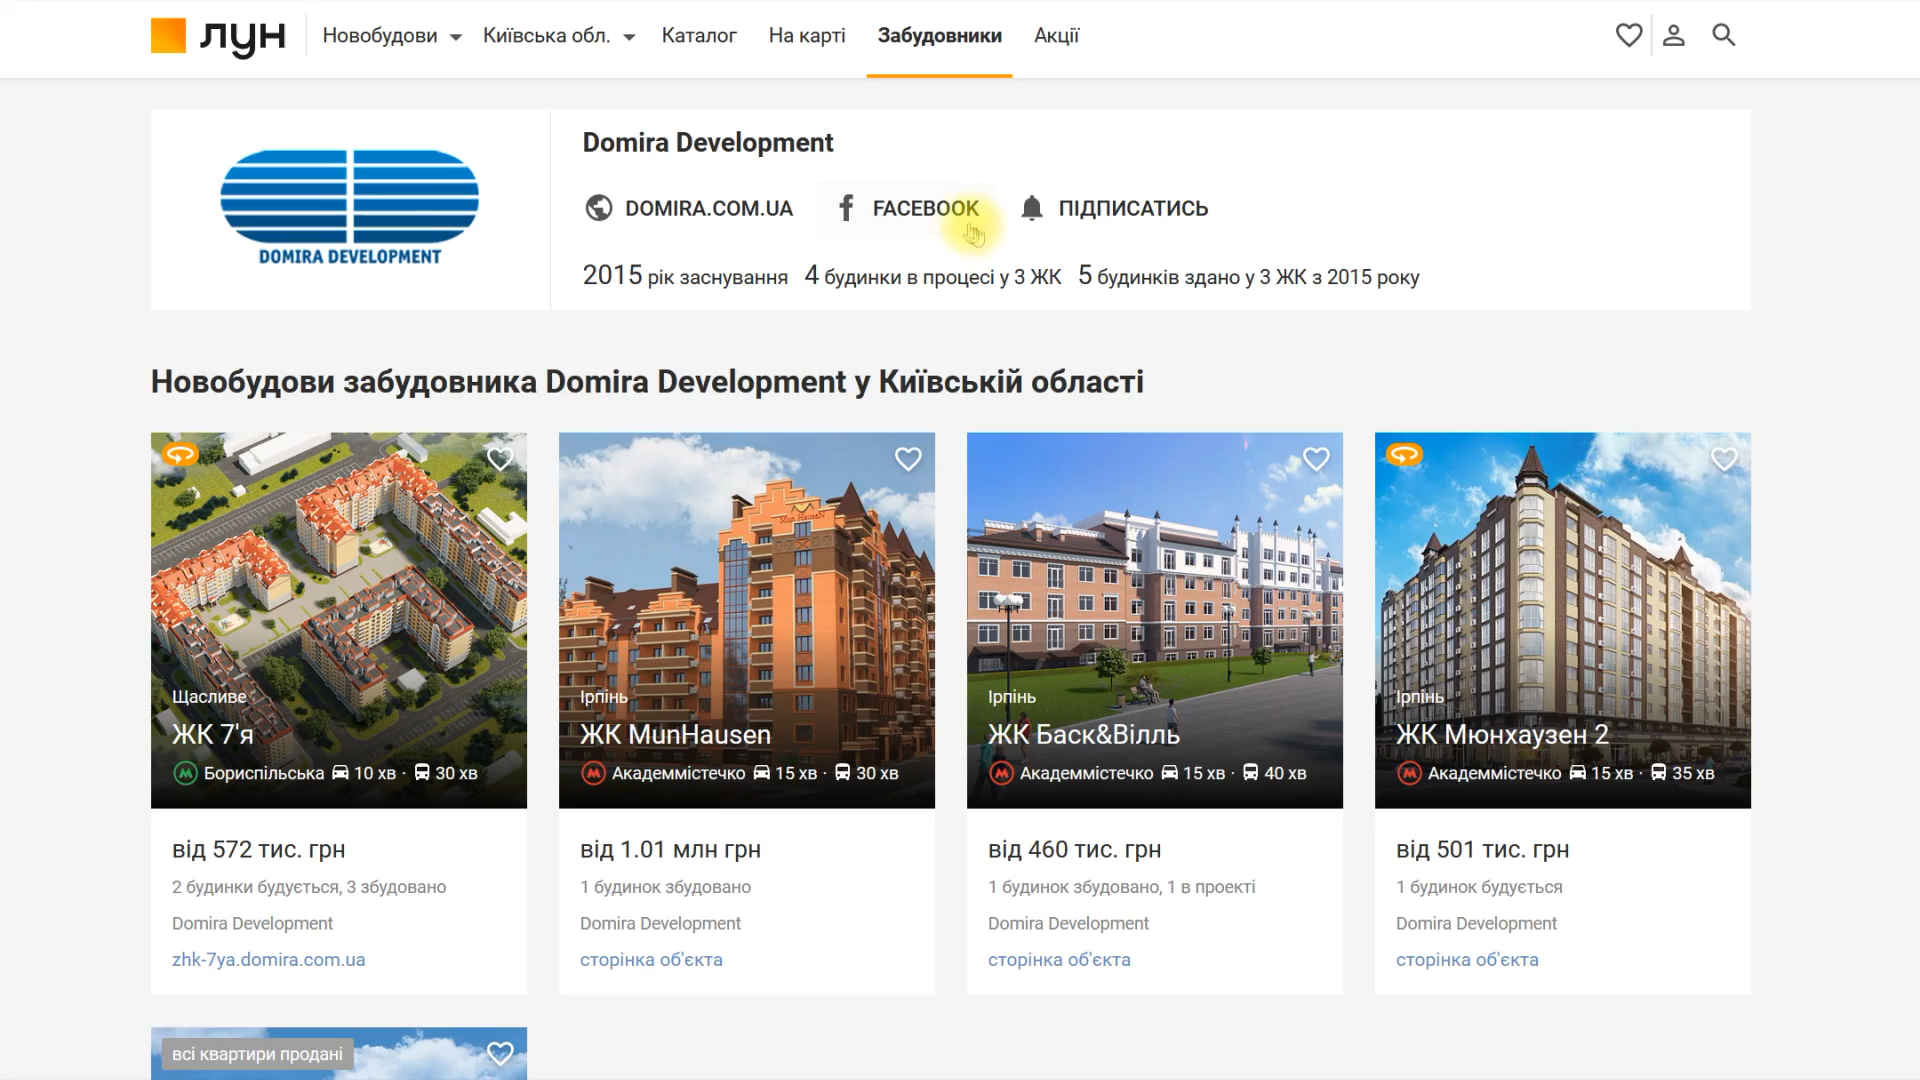 лун
Новобудови
Київська обл.
Каталог
На карті
Забудовники
Акції
DOMIRA DEVELOPMENT
Domira Development
DOMIRA.COM.UA
FACEBOOK
ПІДПИСАТИСЬ
2015 рік заснування 4 будинки в процесі у 3 ЖК 5 будинків здано у 3 ЖК з 2015 року
Новобудови забудовника Domira Development у Київській області
Щасливе
ЖК 7'я
М Бориспільська 10 хв · 30 хв
від 572 тис. грн
2 будинки будується, 3 збудовано
Domira Development
zhk-7ya.domira.com.ua
Mun Hausen
Ірпінь
ЖК MunHausen
М Академмістечко 15 хв · 30 хв
від 1.01 млн грн
1 будинок збудовано
Domira Development
сторінка об'єкта
Ірпінь
ЖК Баск&Вілль
М Академмістечко 15 хв · 40 хв
від 460 тис. грн
1 будинок збудовано, 1 в проекті
Domira Development
сторінка об'єкта
Ірпінь
ЖК Мюнхаузен 2
М Академмістечко 15 хв · 35 хв
від 501 тис. грн
1 будинок будується
Domira Development
сторінка об'єкта
всі квартири продані